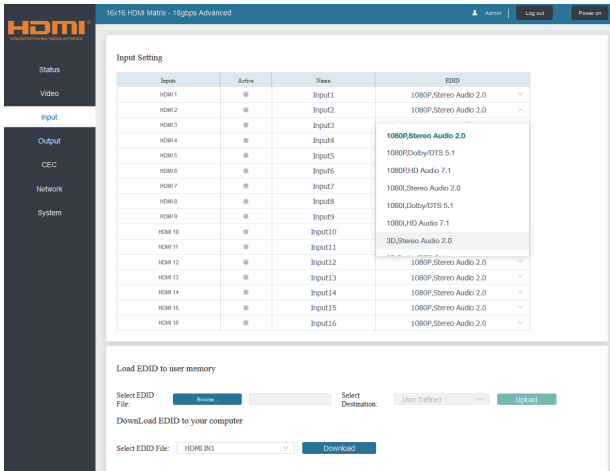 16x16 HDMI Matrix - 18gbps Advanced
Admin
Log out
Power on
HDMI
HIGH DEFINITION MULTIMEDIA INTERFACE
Status
Video
Input
Output
CEC
Network
System
Input Setting
Inputs Active Name EDID
HDMI 1 Input1 1080P,Stereo Audio 2.0
HDMI 2 Input2 1080P,Stereo Audio 2.0
HDMI 3 Input3
HDMI 4 Input4
HDMI 5 Input5
HDMI 6 Input6
HDMI 7 Input7
HDMI 8 Input8
HDMI 9 Input9
HDMI 10 Input10
HDMI 11 Input11
HDMI 12 Input12 1080P,Stereo Audio 2.0
HDMI 13 Input13 1080P,Stereo Audio 2.0
HDMI 14 Input14 1080P,Stereo Audio 2.0
HDMI 15 Input15 1080P,Stereo Audio 2.0
HDMI 16 Input16 1080P,Stereo Audio 2.0
1080P,Stereo Audio 2.0
1080P,Dolby/DTS 5.1
1080P,HD Audio 7.1
1080I,Stereo Audio 2.0
1080I,Dolby/DTS 5.1
1080I,HD Audio 7.1
3D,Stereo Audio 2.0
Load EDID to user memory
Select EDID
File:
Browse...
Select
Destination:
User Define1
Upload
DownLoad EDID to your computer
Select EDID File: HDMI IN1 Download